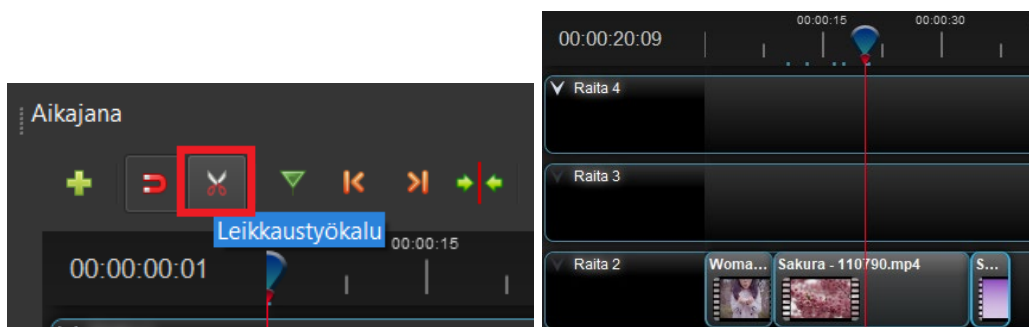 Aikajana
Leikkaustyökalu
00:00:15
00:00:00:01
00:00:15
00:00:30
00:00:20:09
Raita 4
Raita 3
Raita 2
Woma...
Sakura - 110790.mp4
S...